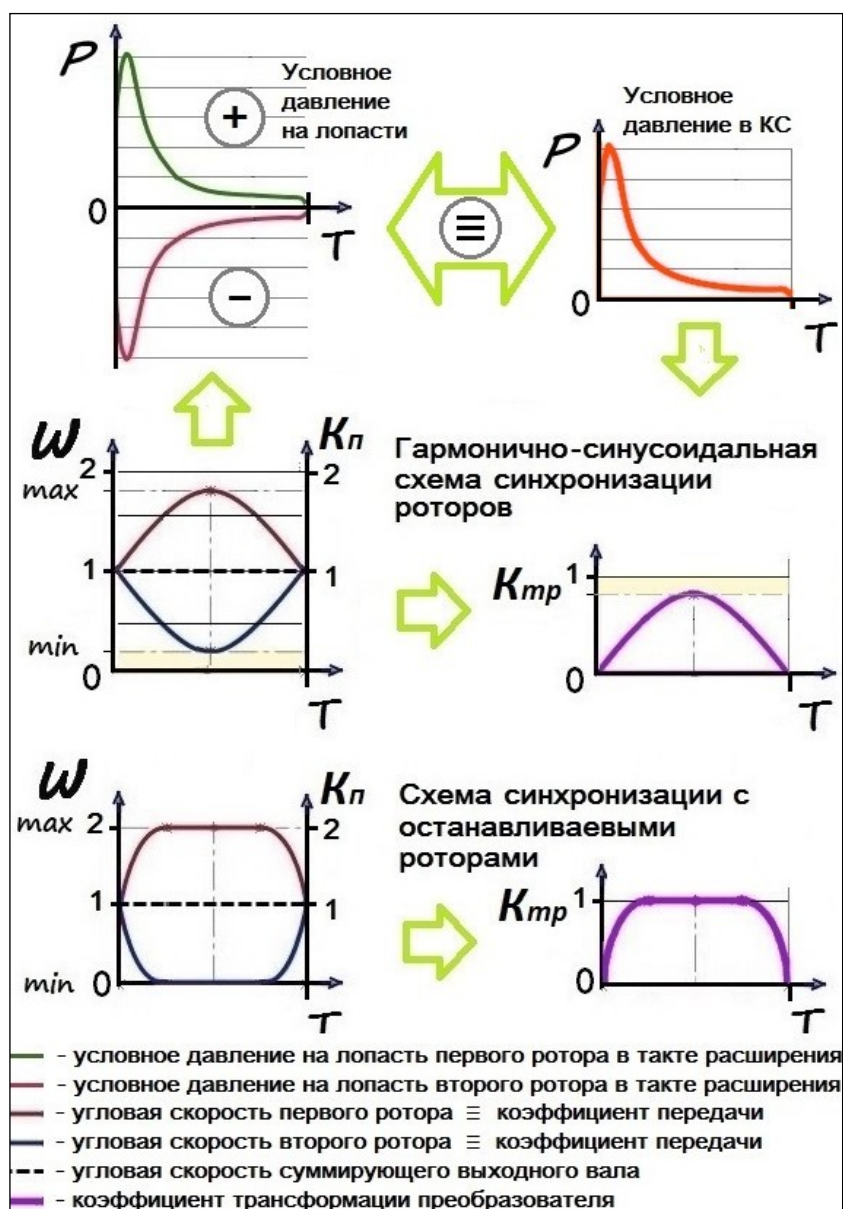 P
Условное
давление
на лопасти
+
0
T
−
≡
Условное
давление в КС
P
0
T
ω
Kп
2
2
max
1
1
min
0
T
Гармонично-синусоидальная
схема синхронизации
роторов
Kтр
1
0
T
ω
Kп
max 2
2
1
1
min 0
T
Схема синхронизации с
останавливаевыми
роторами
Kтр
1
0
T
- условное давление на лопасть первого ротора в такте расширения
- условное давление на лопасть второго ротора в такте расширения
- угловая скорость первого ротора ≡ коэффициент передачи
- угловая скорость второго ротора ≡ коэффициент передачи
- угловая скорость суммирующего выходного вала
- коэффициент трансформации преобразователя